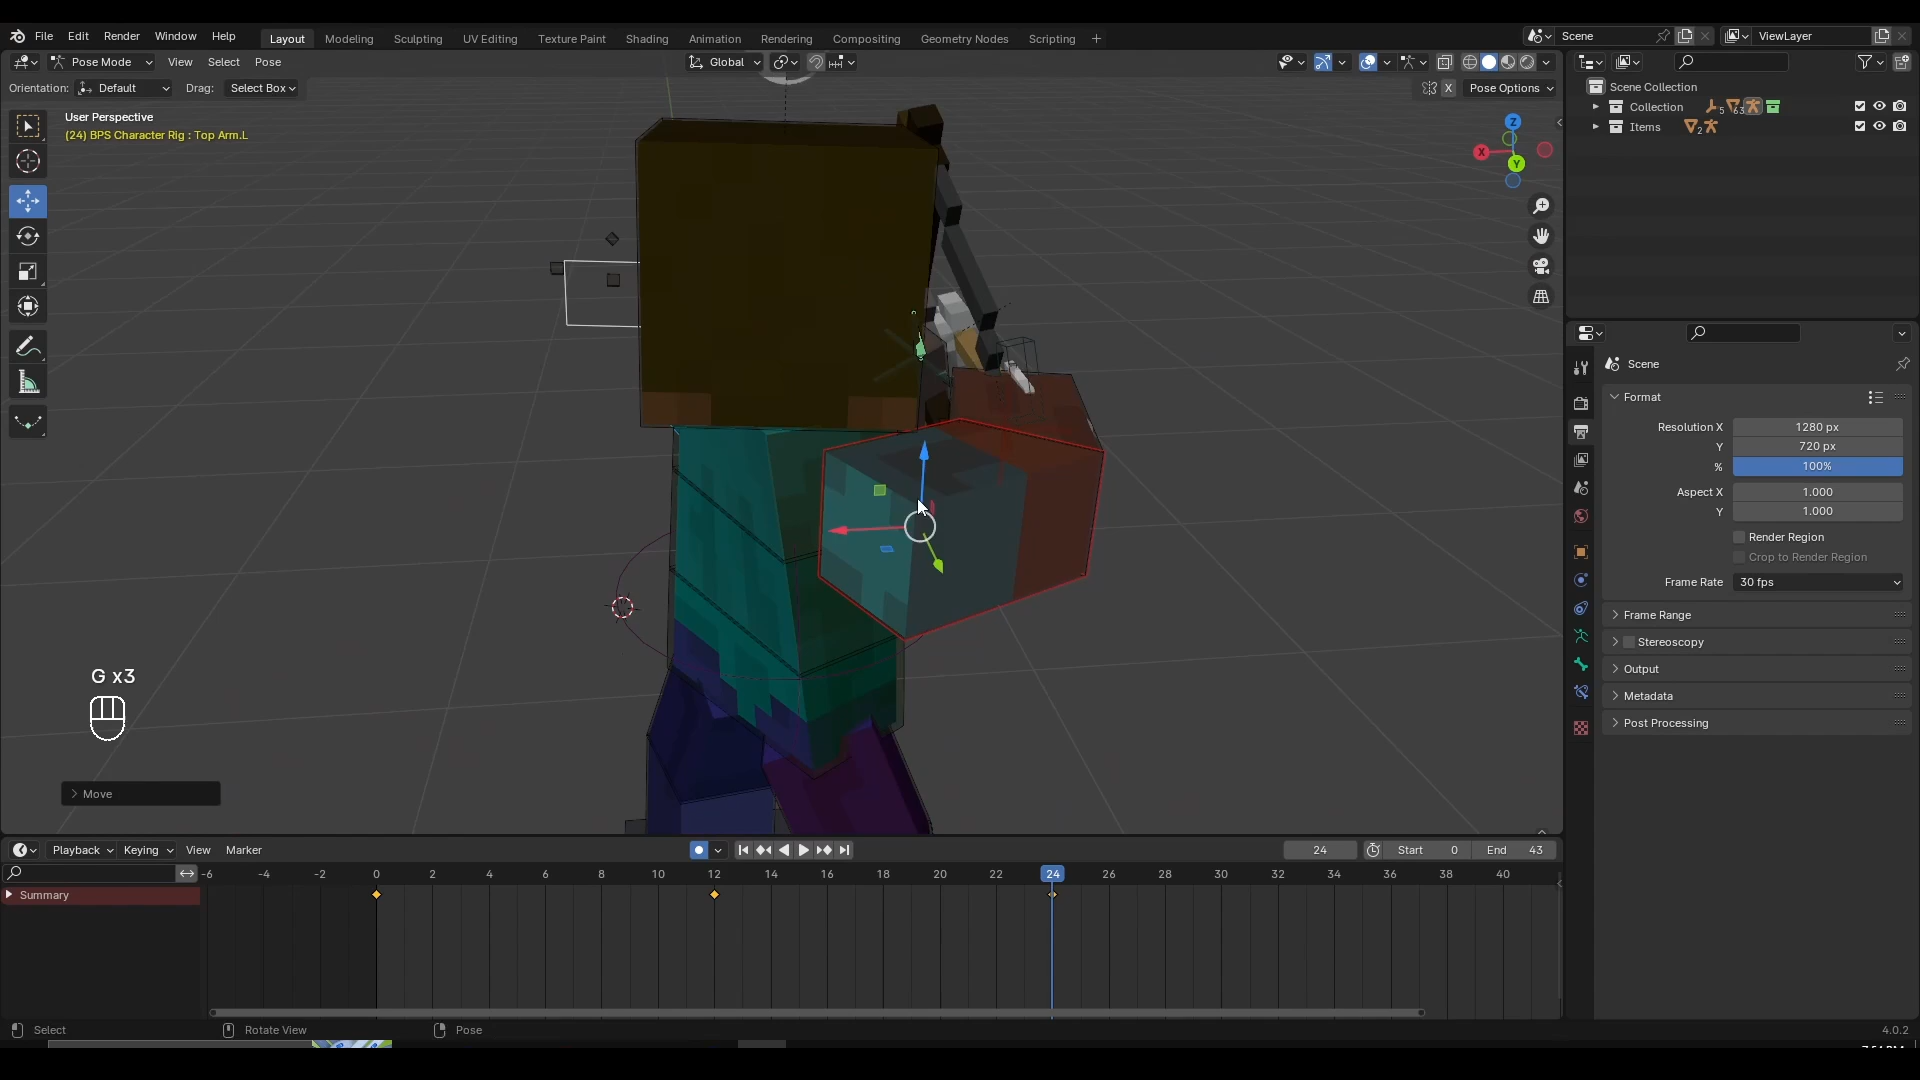 File Edit Render Window Help Layout Modeling Sculpting UV Editing Texture Paint Shading Animation Rendering Compositing Geometry Nodes Scripting + Scene ViewLayer
Pose Mode View Select Pose Global
Orientation: Default Drag: Select Box X Pose Options
User Perspective
(24) BPS Character Rig : Top Arm.L
Z
X
Y
G x3
Move
Scene Collection
Collection 5 63
Items 2
Scene
Format
Resolution X 1280 px
Y 720 px
% 100%
Aspect X 1.000
Y 1.000
Render Region
Crop to Render Region
Frame Rate 30 fps
Frame Range
Stereoscopy
Output
Metadata
Post Processing
Playback Keying View Marker 24 Start 0 End 43
-6 -4 -2 0 2 4 6 8 10 12 14 16 18 20 22 24 26 28 30 32 34 36 38 40
Summary
Select Rotate View Pose 4.0.2